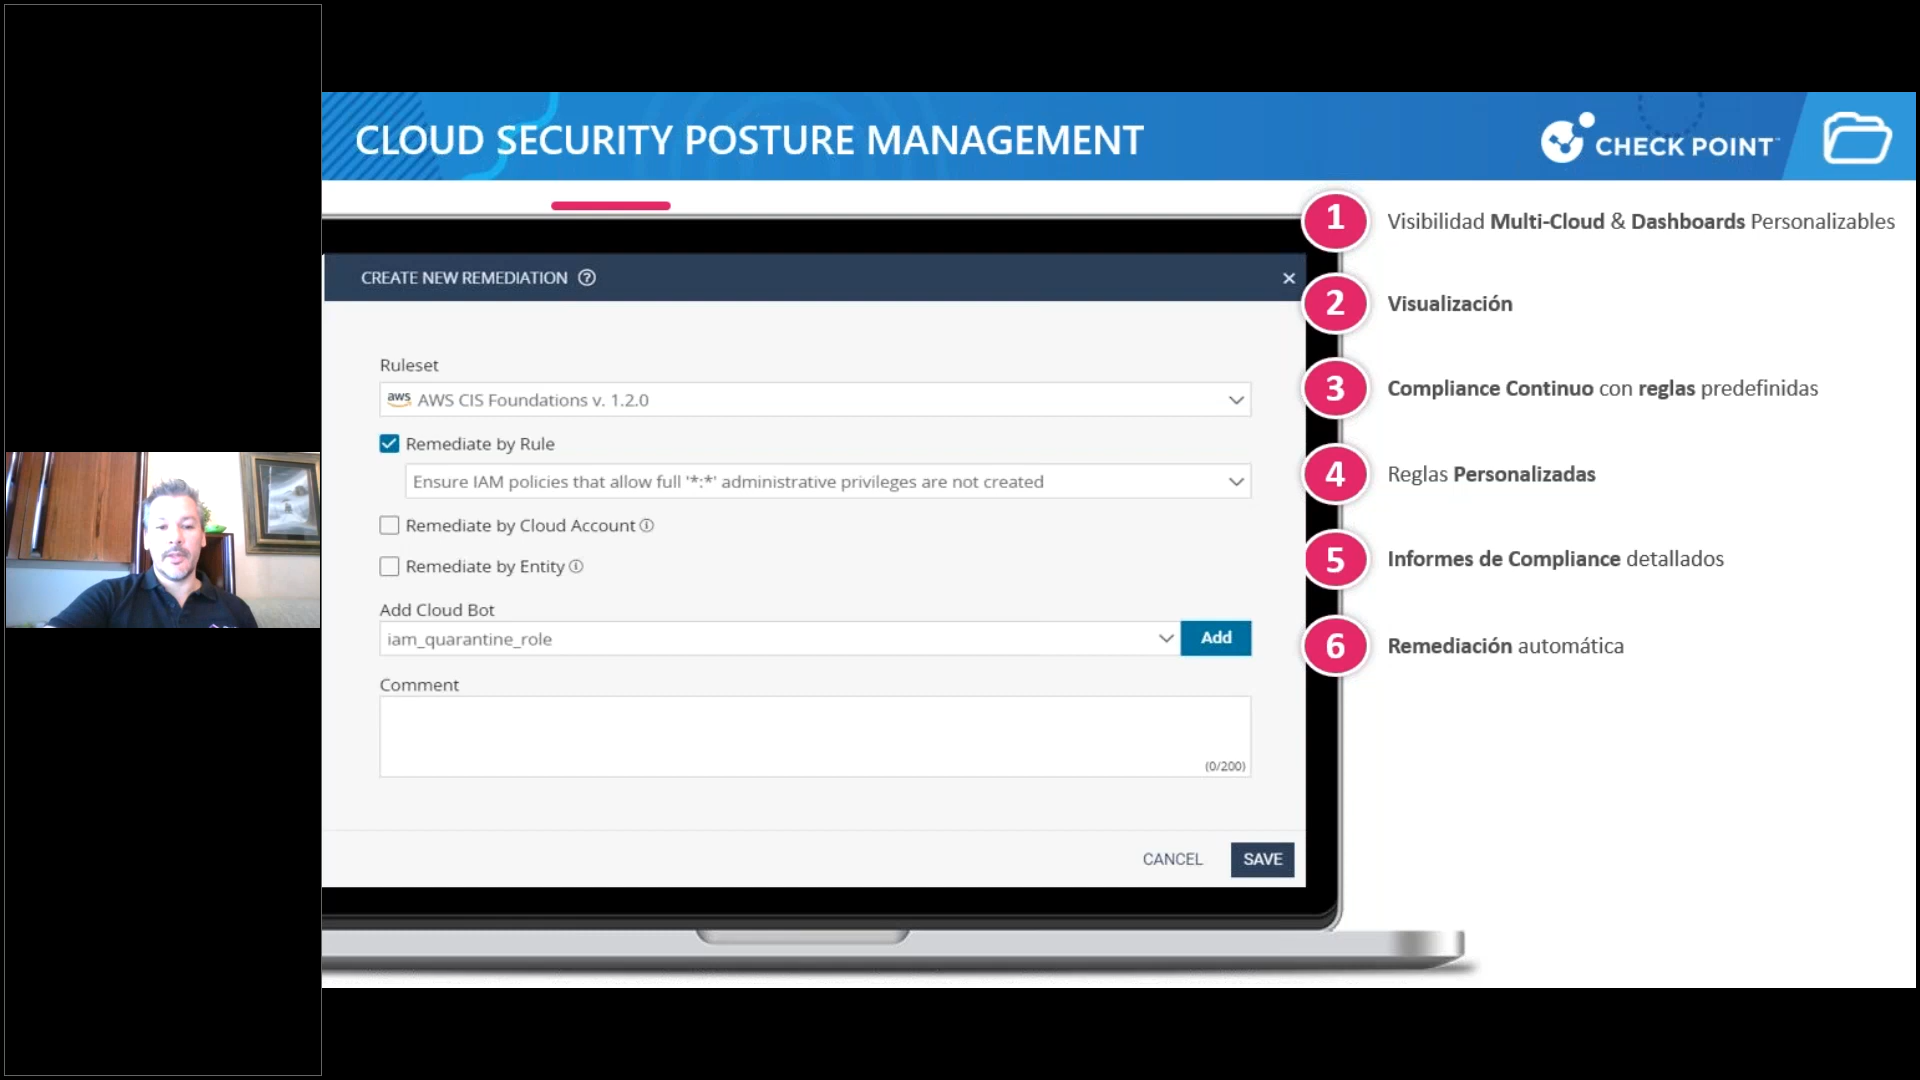 CLOUD SECURITY POSTURE MANAGEMENT
CHECK POINT™
CREATE NEW REMEDIATION ?
×
Ruleset
aws AWS CIS Foundations v. 1.2.0
Remediate by Rule
Ensure IAM policies that allow full '*:*' administrative privileges are not created
Remediate by Cloud Account
Remediate by Entity
Add Cloud Bot
iam_quarantine_role
Add
Comment
(0/200)
CANCEL
SAVE
1 Visibilidad Multi-Cloud & Dashboards Personalizables
2 Visualización
3 Compliance Continuo con reglas predefinidas
4 Reglas Personalizadas
5 Informes de Compliance detallados
6 Remediación automática